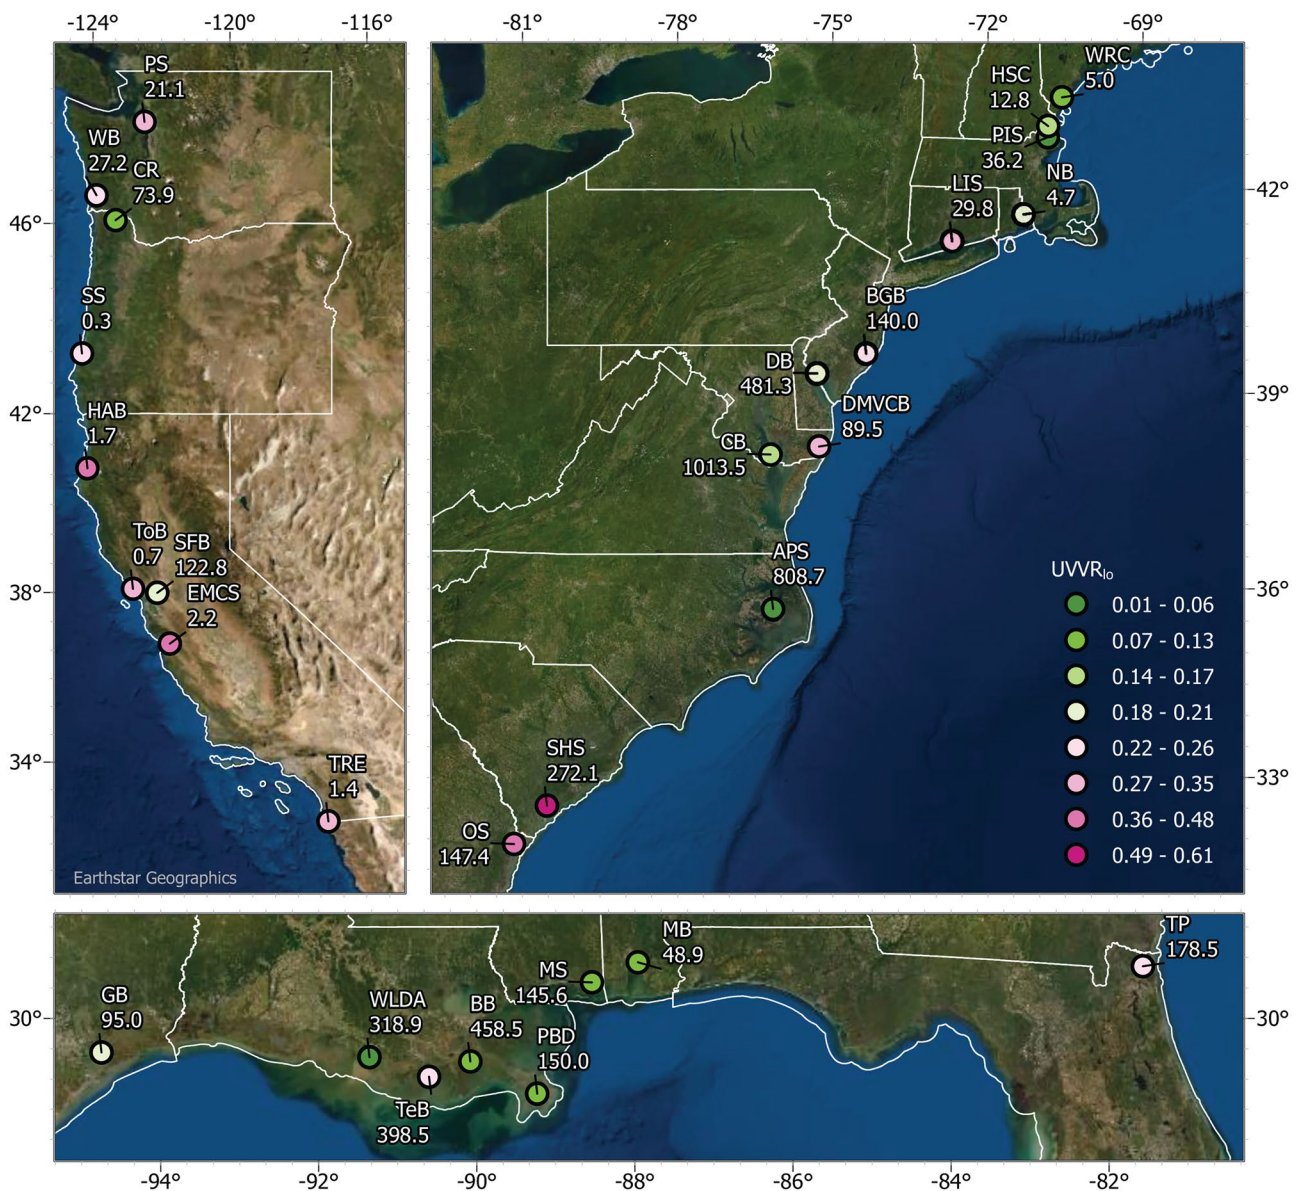 -124° -120° -116° -81° -78° -75° -72° -69°
PS
21.1
WB
27.2
CR
73.9
46°
SS
0.3
42°
HAB
1.7
ToB
0.7
SFB
122.8
EMCS
2.2
38°
34°
TRE
1.4
Earthstar Geographics
WRC
5.0
HSC
12.8
PIS
36.2
NB
4.7
LIS
29.8
42°
BGB
140.0
DB
481.3
39°
DMVCB
89.5
CB
1013.5
APS
808.7
36°
SHS
272.1
33°
OS
147.4
UVVRlo
0.01 - 0.06
0.07 - 0.13
0.14 - 0.17
0.18 - 0.21
0.22 - 0.26
0.27 - 0.35
0.36 - 0.48
0.49 - 0.61
GB
95.0
WLDA
318.9
TeB
398.5
BB
458.5
PBD
150.0
MS
145.6
MB
48.9
TP
178.5
30° 30°
-94° -92° -90° -88° -86° -84° -82°